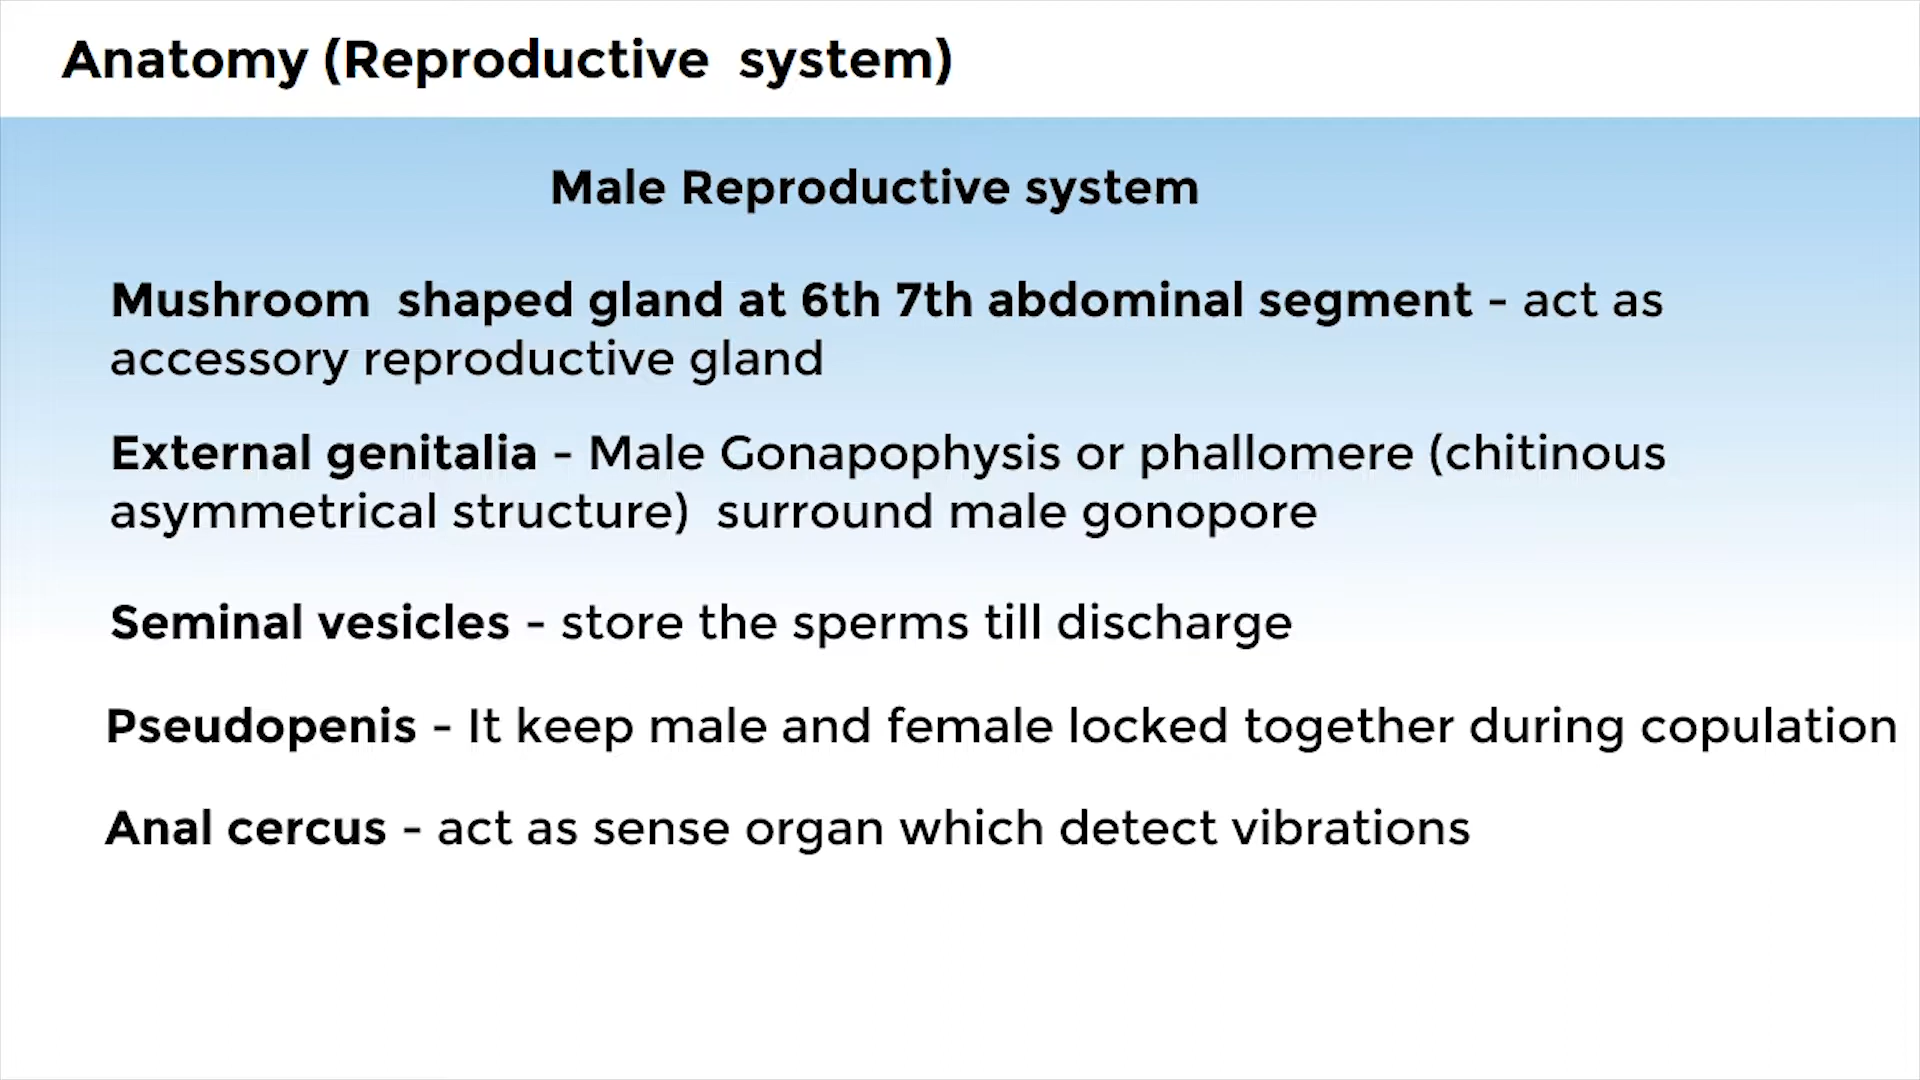 Anatomy (Reproductive system)
Male Reproductive system
Mushroom shaped gland at 6th 7th abdominal segment - act as
accessory reproductive gland
External genitalia - Male Gonapophysis or phallomere (chitinous
asymmetrical structure) surround male gonopore
Seminal vesicles - store the sperms till discharge
Pseudopenis - It keep male and female locked together during copulation
Anal cercus - act as sense organ which detect vibrations